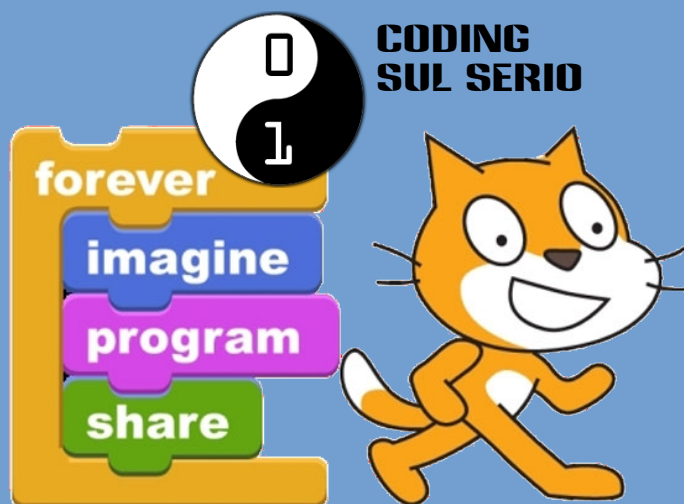 0
1
CODING
SUL SERIO
forever
imagine
program
share